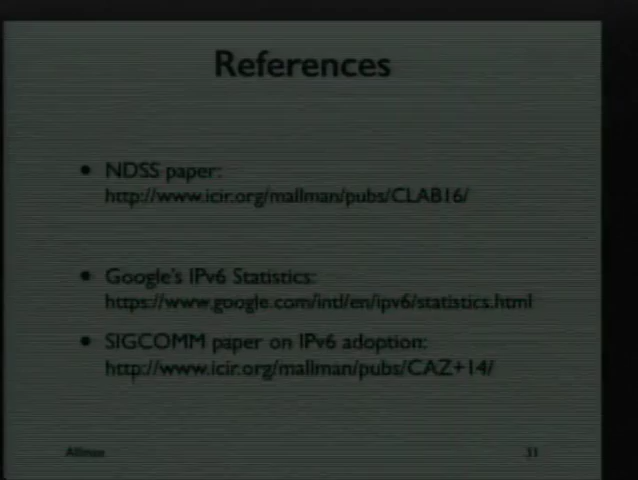 References
• NDSS paper:
http://www.icir.org/mallman/pubs/CLAB16/
• Google's IPv6 Statistics:
https://www.google.com/intl/en/ipv6/statistics.html
• SIGCOMM paper on IPv6 adoption:
http://www.icir.org/mallman/pubs/CAZ+14/
Allman